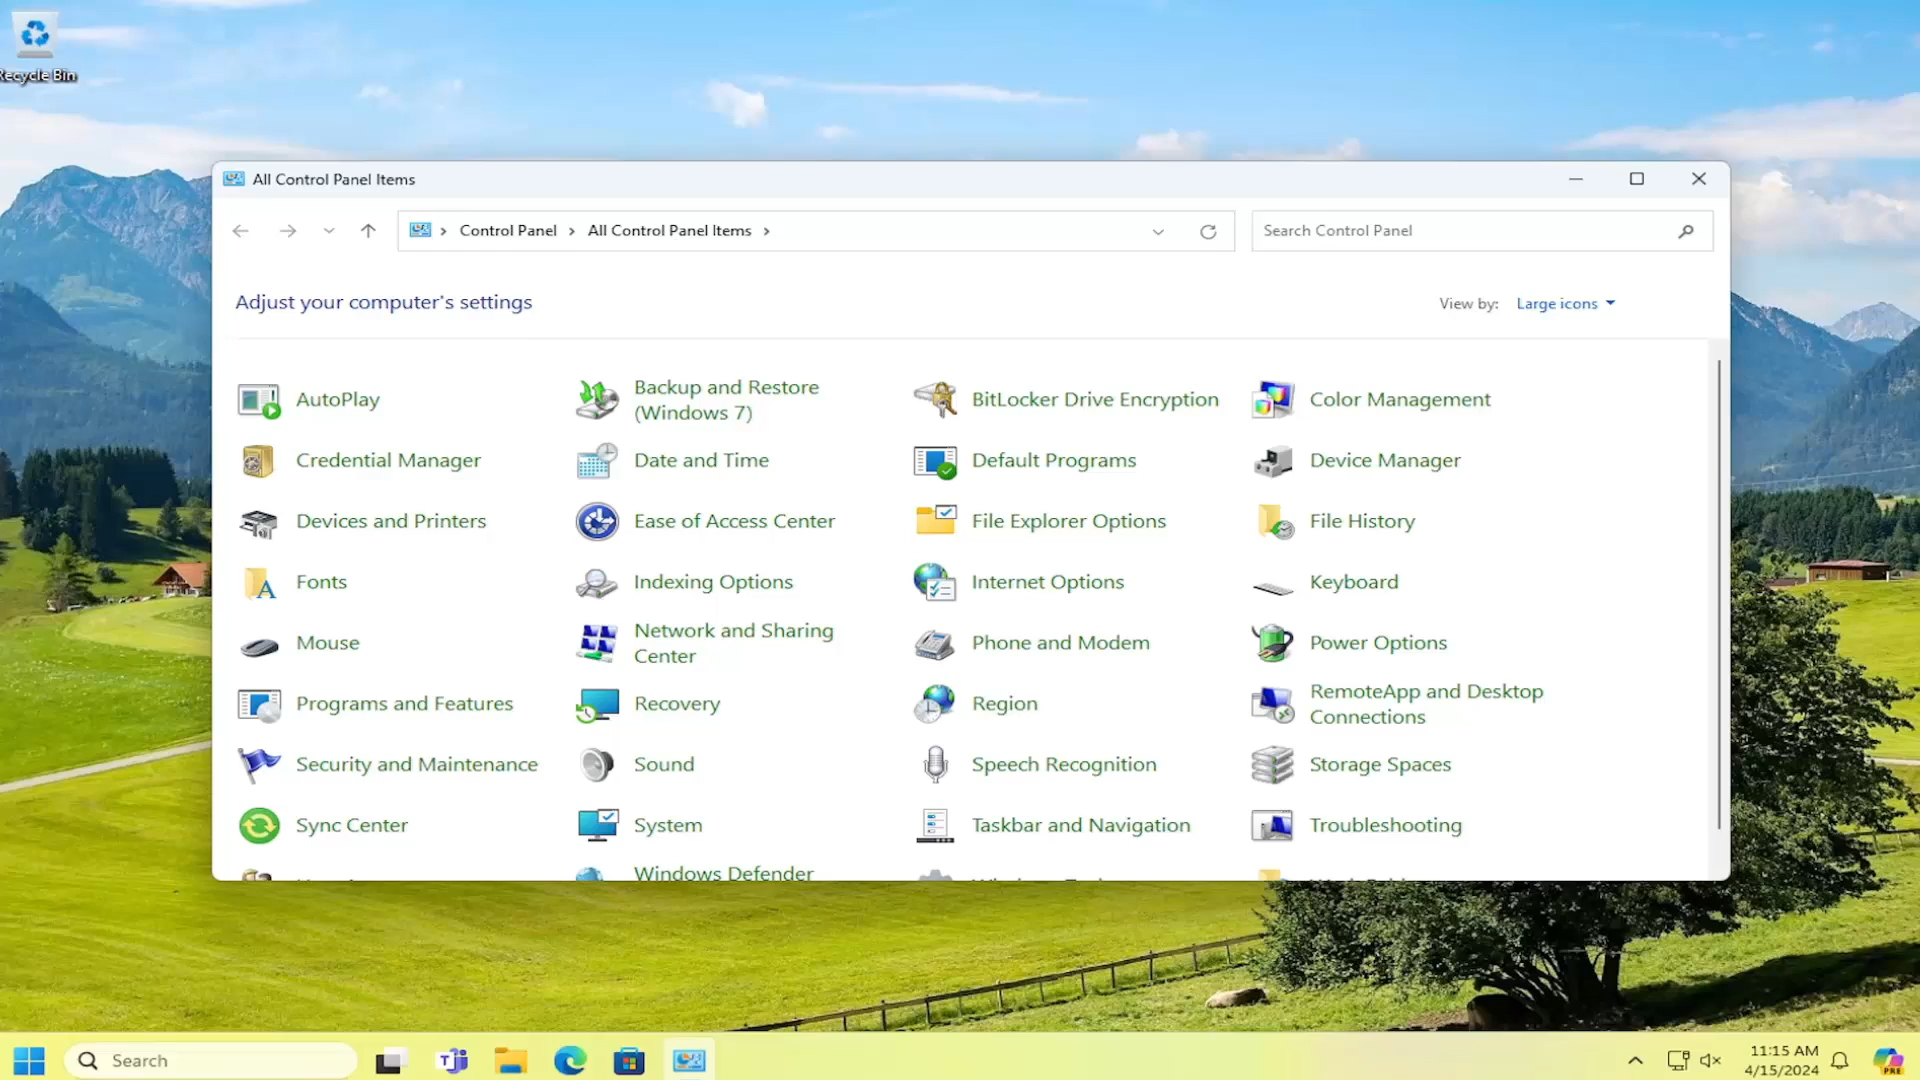 Recycle Bin
All Control Panel Items
Control Panel
All Control Panel Items
Search Control Panel
Adjust your computer's settings
View by:
Large icons
AutoPlay
Backup and Restore
(Windows 7)
BitLocker Drive Encryption
Color Management
Credential Manager
Date and Time
Default Programs
Device Manager
Devices and Printers
Ease of Access Center
File Explorer Options
File History
Fonts
Indexing Options
Internet Options
Keyboard
Mouse
Network and Sharing
Center
Phone and Modem
Power Options
Programs and Features
Recovery
Region
RemoteApp and Desktop
Connections
Security and Maintenance
Sound
Speech Recognition
Storage Spaces
Sync Center
System
Taskbar and Navigation
Troubleshooting
Windows Defender
Search
11:15 AM
4/15/2024
PRE